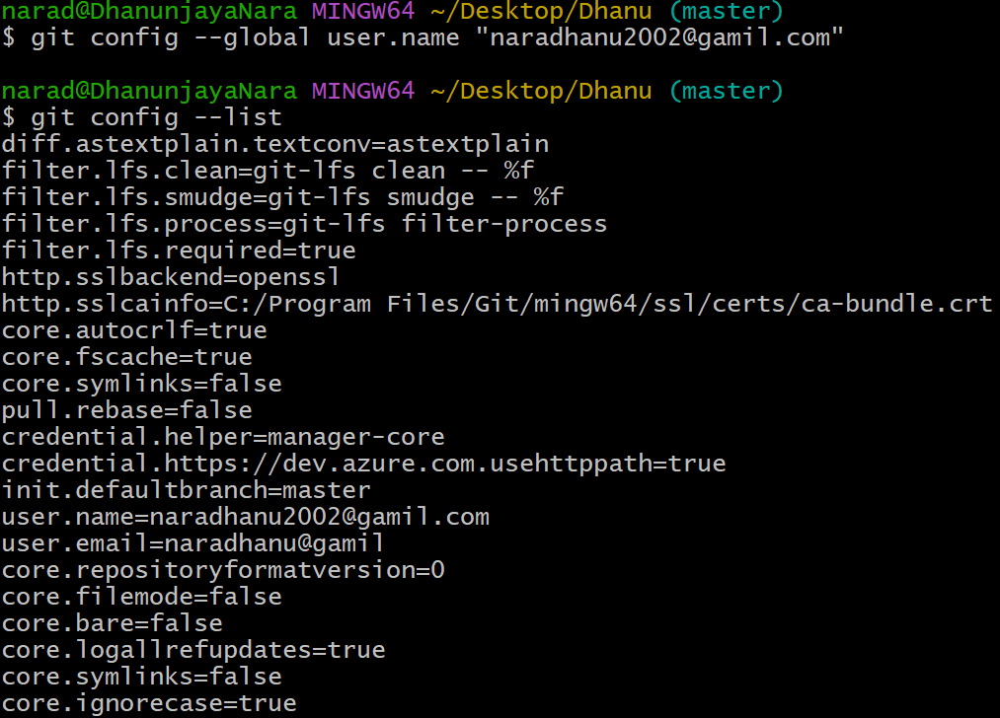 narad@DhanunjayaNara MINGW64 ~/Desktop/Dhanu (master)
$ git config --global user.name "naradhanu2002@gamil.com"
narad@DhanunjayaNara MINGW64 ~/Desktop/Dhanu (master)
$ git config --list
diff.astextplain.textconv=astextplain
filter.lfs.clean=git-lfs clean -- %f
filter.lfs.smudge=git-lfs smudge -- %f
filter.lfs.process=git-lfs filter-process
filter.lfs.required=true
http.sslbackend=openssl
http.sslcainfo=C:/Program Files/Git/mingw64/ssl/certs/ca-bundle.crt
core.autocrlf=true
core.fscache=true
core.symlinks=false
pull.rebase=false
credential.helper=manager-core
credential.https://dev.azure.com.usehttppath=true
init.defaultbranch=master
user.name=naradhanu2002@gamil.com
user.email=naradhanu@gamil
core.repositoryformatversion=0
core.filemode=false
core.bare=false
core.logallrefupdates=true
core.symlinks=false
core.ignorecase=true